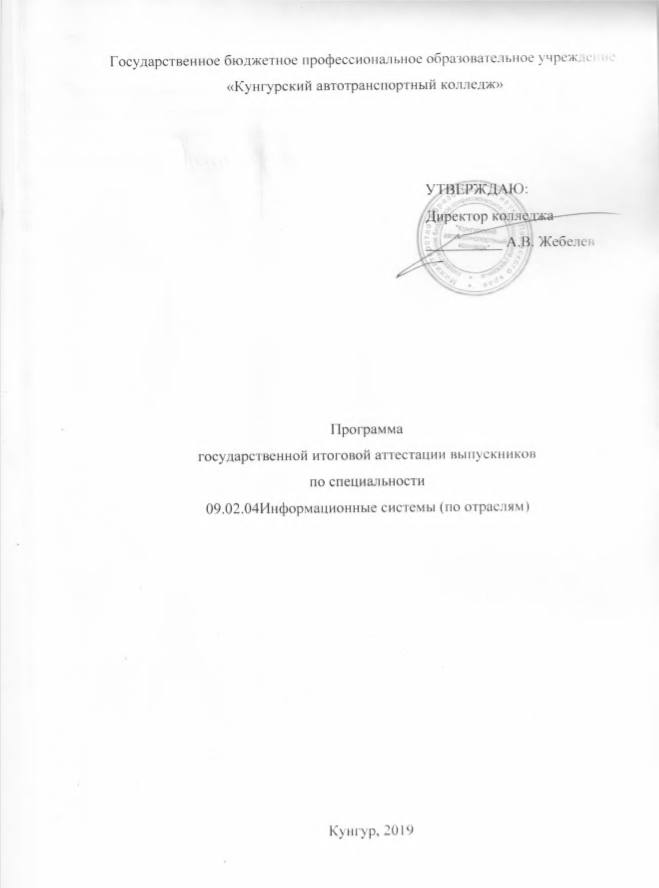 Государственное бюджетное профессиональное образовательное учреждение
«Кунгурский автотранспортный колледж»
УТВЕРЖДАЮ:
Директор колледжа
А.В. Жебелев
Программа
государственной итоговой аттестации выпускников
по специальности
09.02.04Информационные системы (по отраслям)
Кунгур, 2019